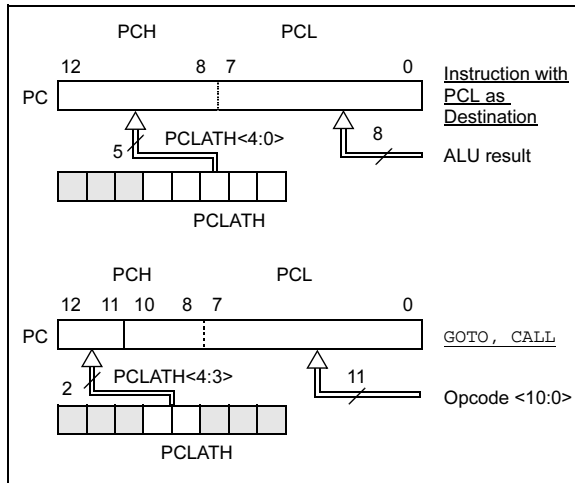 PCH PCL
12 8 7 0
PC
Instruction with
PCL as
Destination
5 PCLATH<4:0>
8
ALU result
PCLATH
PCH PCL
12 11 10 8 7 0
PC
GOTO, CALL
2 PCLATH<4:3>
11
Opcode <10:0>
PCLATH